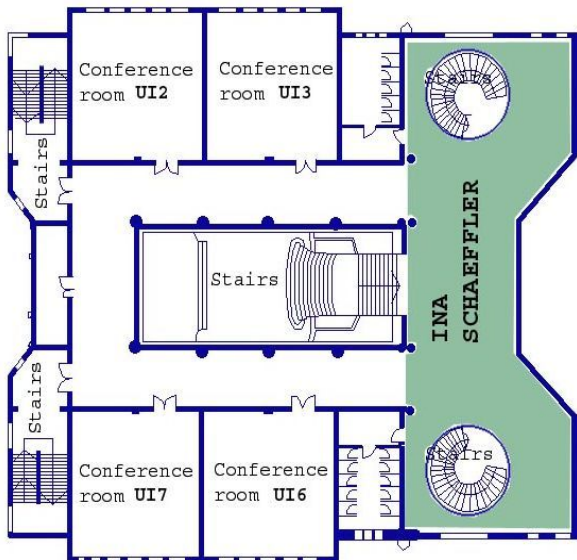 Stairs
Conference
room UI2
Conference
room UI3
Stairs
Stairs
INA
SCHAEFFLER
Stairs
Conference
room UI7
Conference
room UI6
Stairs